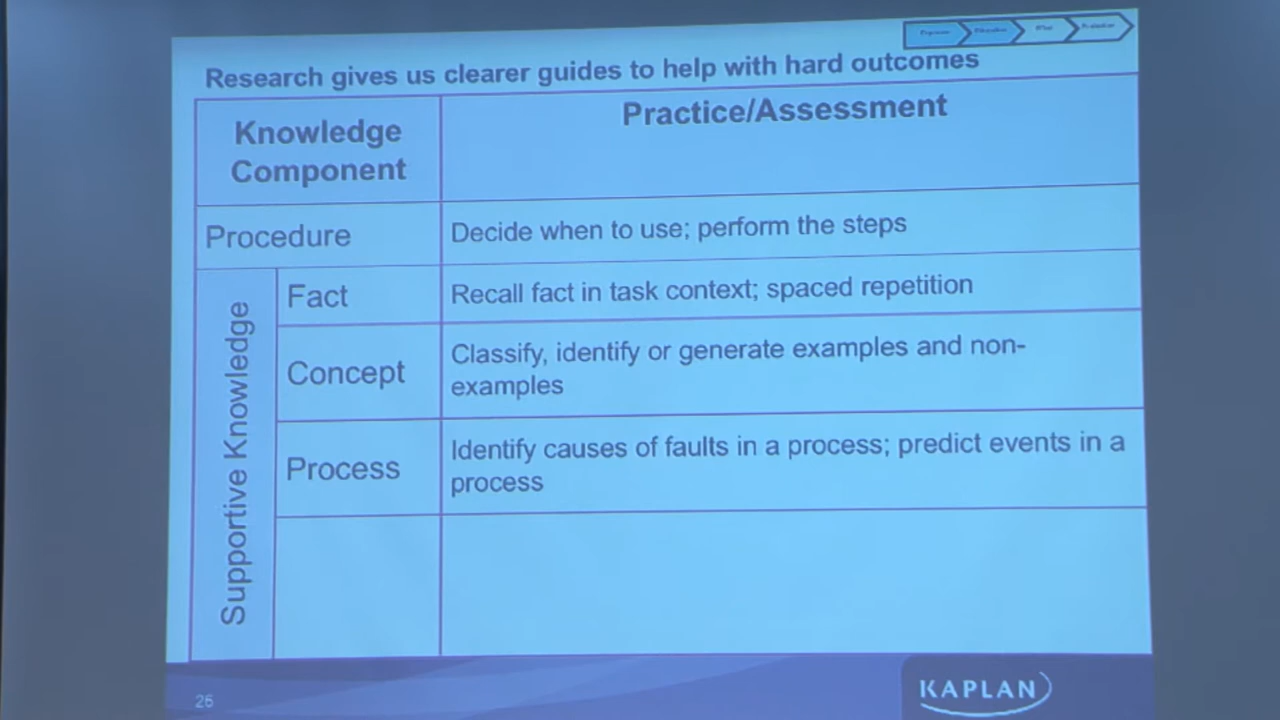 Research gives us clearer guides to help with hard outcomes
Knowledge
Component
Practice/Assessment
Procedure
Decide when to use; perform the steps
Supportive Knowledge
Fact
Recall fact in task context; spaced repetition
Concept
Classify, identify or generate examples and non-
examples
Process
Identify causes of faults in a process; predict events in a
process
26
KAPLAN